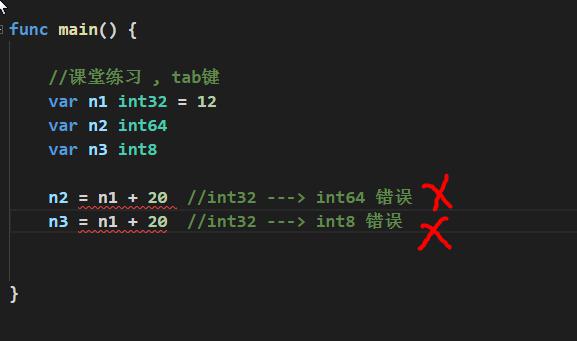 func main() {
//课堂练习 , tab键
var n1 int32 = 12
var n2 int64
var n3 int8
n2 = n1 + 20 //int32 ---> int64 错误
n3 = n1 + 20 //int32 ---> int8 错误
}